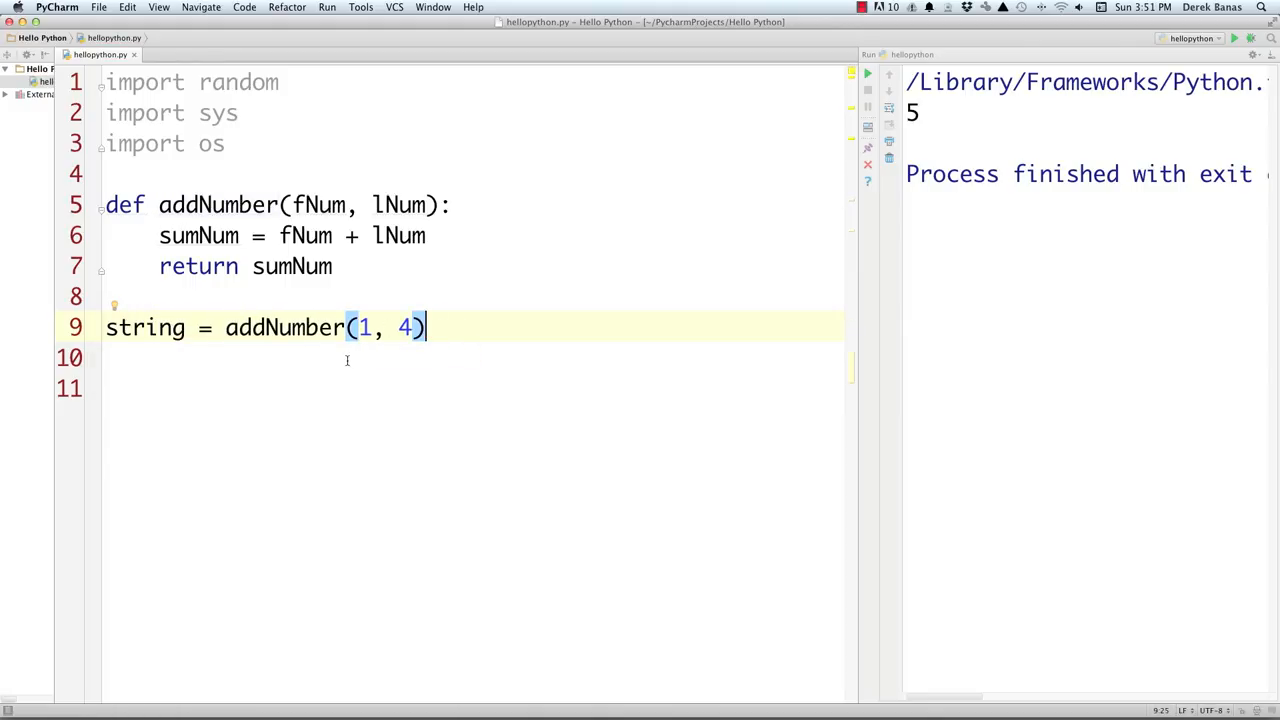 PyCharm File Edit View Navigate Code Refactor Run Tools VCS Window Help 10 Sun 3:51 PM Derek Banas
hellopython.py – Hello Python – [~/PycharmProjects/Hello Python]
Hello Python hellopython.py hellopython
hellopython.py Run hellopython
Hello P
hell
Extern
1 import random
2 import sys
3 import os
4
5 def addNumber(fNum, lNum):
6 sumNum = fNum + lNum
7 return sumNum
8
9 string = addNumber(1, 4)
10
11
/Library/Frameworks/Python.
5
Process finished with exit
9:25 LF UTF-8